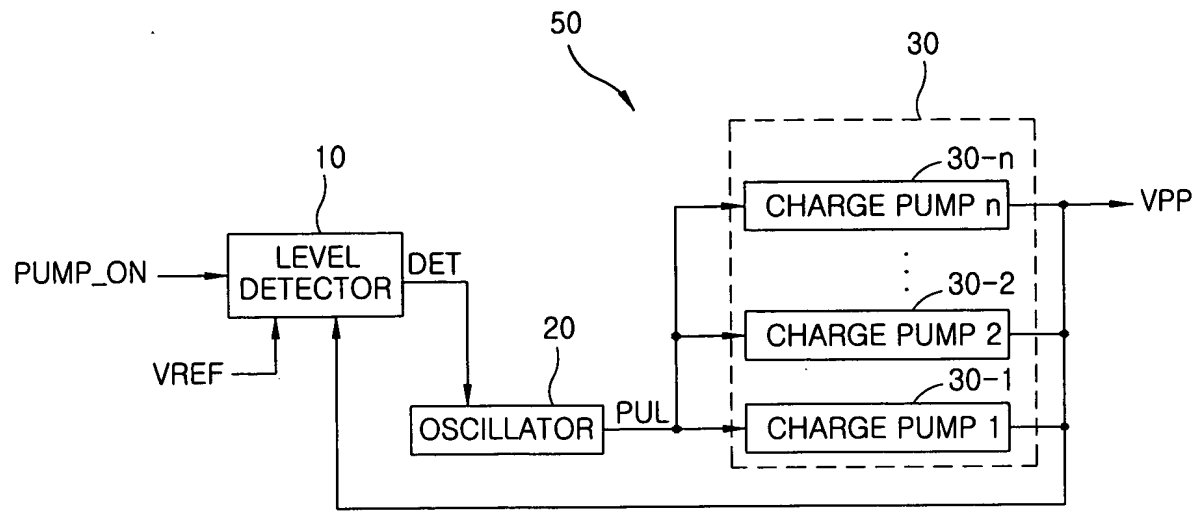 50
30
10
30-n
CHARGE PUMP n
VPP
LEVEL
DETECTOR
PUMP_ON
DET
30-2
CHARGE PUMP 2
VREF
20
30-1
OSCILLATOR
PUL
CHARGE PUMP 1